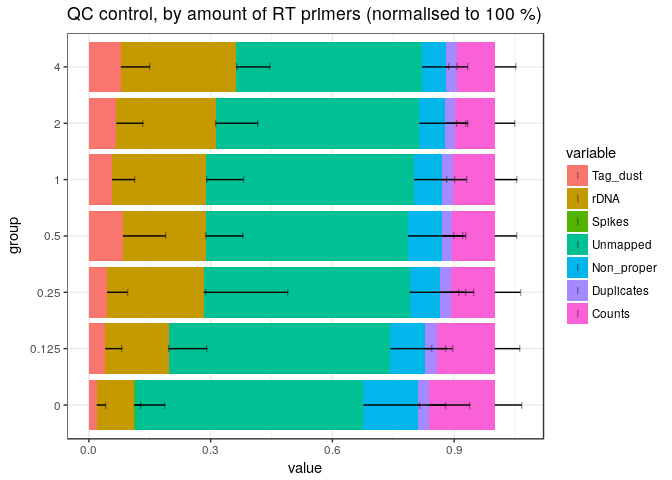 QC control, by amount of RT primers (normalised to 100 %)
group
4
2
1
0.5
0.25
0.125
0
0.0
0.3
0.6
0.9
value
variable
Tag_dust
rDNA
Spikes
Unmapped
Non_proper
Duplicates
Counts